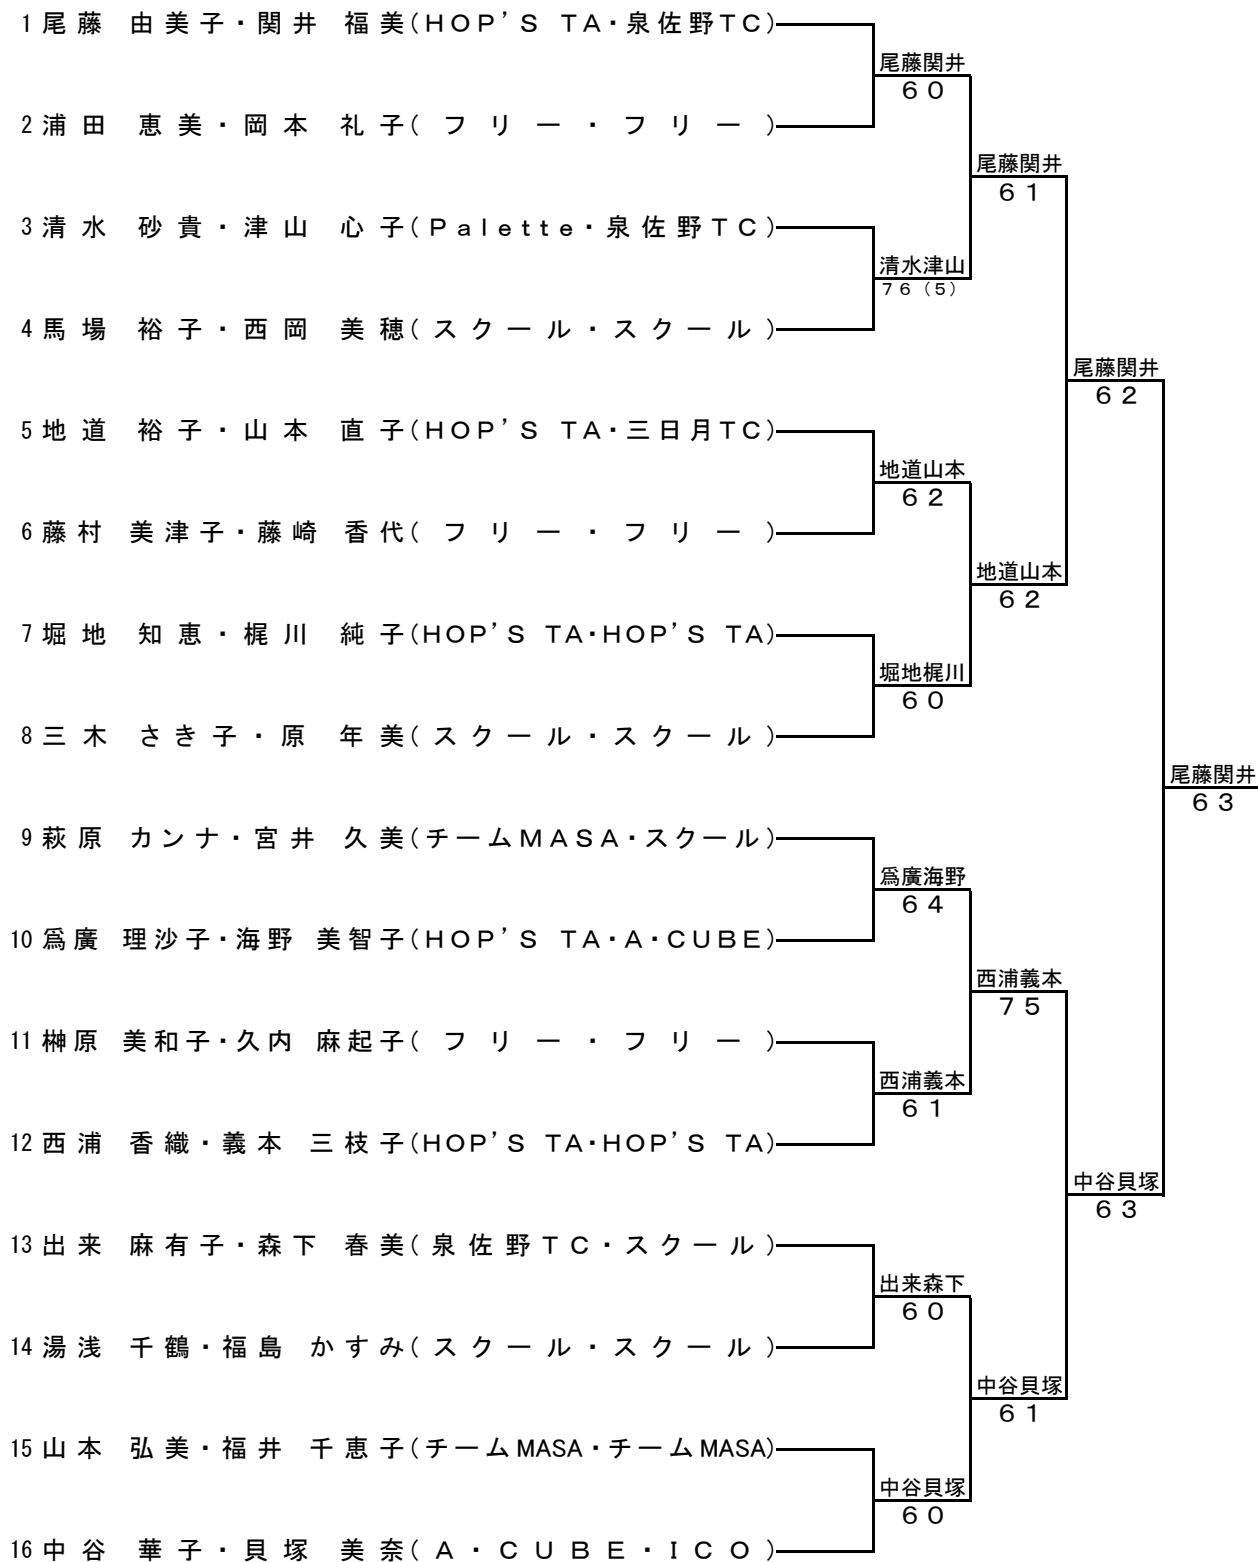 1 尾藤 由美子・関井 福美(HOP'S TA・泉佐野TC)
尾藤関井
60
2 浦田 恵美・岡本 礼子(フリー・フリー)
尾藤関井
61
3 清水 砂貴・津山 心子(Palette・泉佐野TC)
清水津山
76(5)
4 馬場 裕子・西岡 美穂(スクール・スクール)
尾藤関井
62
5 地道 裕子・山本 直子(HOP'S TA・三日月TC)
地道山本
62
6 藤村 美津子・藤崎 香代(フリー・フリー)
地道山本
62
7 堀地 知恵・梶川 純子(HOP'S TA・HOP'S TA)
堀地梶川
60
8 三木 さき子・原 年美(スクール・スクール)
尾藤関井
63
9 萩原 カンナ・宮井 久美(チームMASA・スクール)
爲廣海野
64
10 爲廣 理沙子・海野 美智子(HOP'S TA・A・CUBE)
西浦義本
75
11 榊原 美和子・久内 麻起子(フリー・フリー)
西浦義本
61
12 西浦 香織・義本 三枝子(HOP'S TA・HOP'S TA)
中谷貝塚
63
13 出来 麻有子・森下 春美(泉佐野TC・スクール)
出来森下
60
14 湯浅 千鶴・福島 かすみ(スクール・スクール)
中谷貝塚
61
15 山本 弘美・福井 千恵子(チームMASA・チームMASA)
中谷貝塚
60
16 中谷 華子・貝塚 美奈(A・CUBE・ICO)